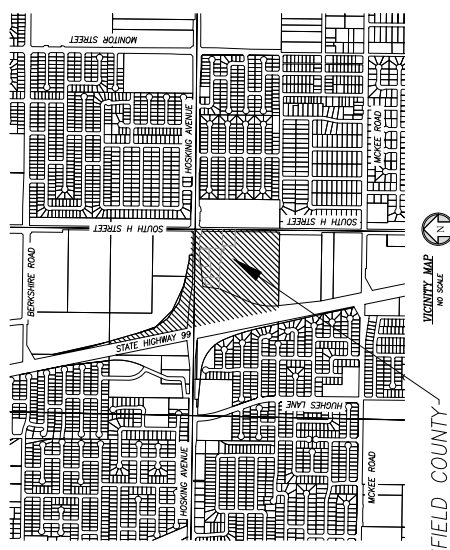 MONITOR STREET
HOSKING AVENUE
MCKEE ROAD
SOUTH H STREET
SOUTH H STREET
BERKSHIRE ROAD
STATE HIGHWAY 99
HUGHES LANE
HOSKING AVENUE
MCKEE ROAD
VICINITY MAP
NO SCALE
N
FIELD COUNTY